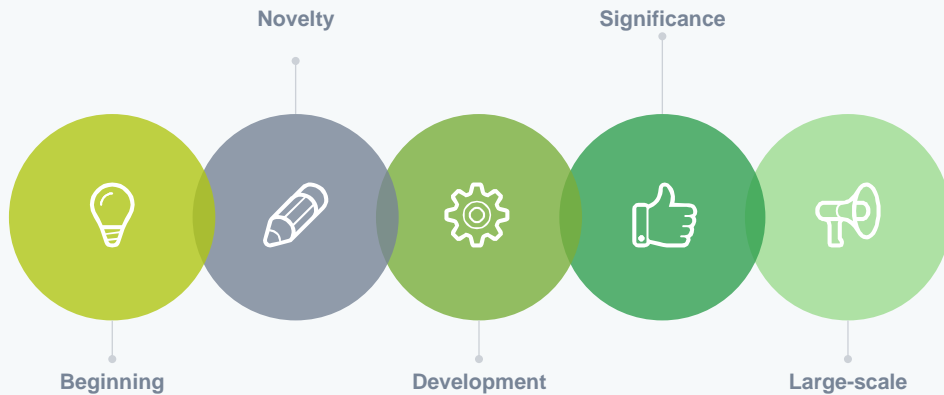 Novelty
Significance
Beginning
Development
Large-scale